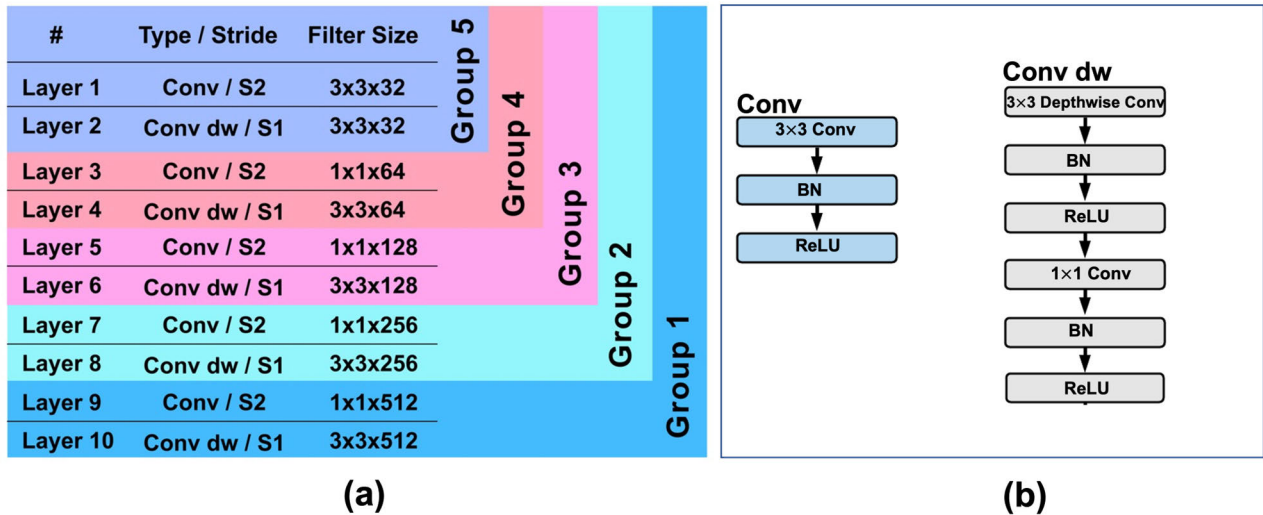 # Type / Stride Filter Size
Layer 1 Conv / S2 3x3x32
Layer 2 Conv dw / S1 3x3x32
Layer 3 Conv / S2 1x1x64
Layer 4 Conv dw / S1 3x3x64
Layer 5 Conv / S2 1x1x128
Layer 6 Conv dw / S1 3x3x128
Layer 7 Conv / S2 1x1x256
Layer 8 Conv dw / S1 3x3x256
Layer 9 Conv / S2 1x1x512
Layer 10 Conv dw / S1 3x3x512
Group 5
Group 4
Group 3
Group 2
Group 1
(a)
Conv
3×3 Conv
BN
ReLU
Conv dw
3×3 Depthwise Conv
BN
ReLU
1×1 Conv
BN
ReLU
(b)